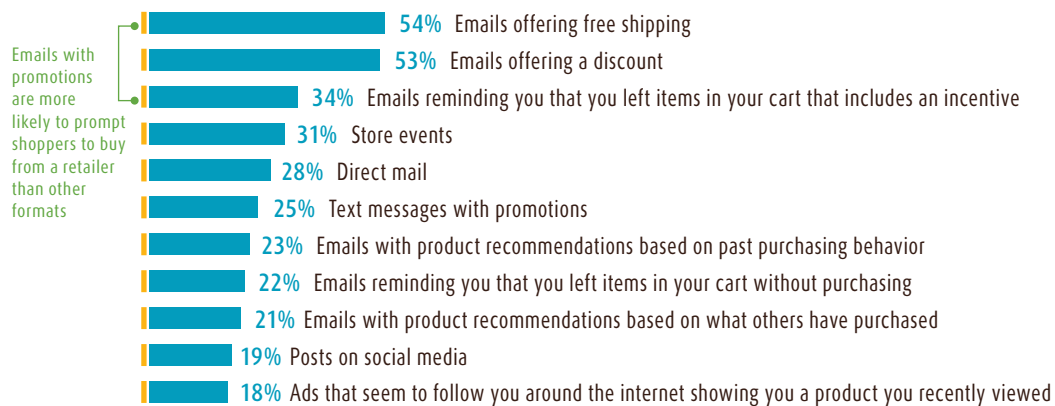 54% Emails offering free shipping
53% Emails offering a discount
34% Emails reminding you that you left items in your cart that includes an incentive
31% Store events
28% Direct mail
25% Text messages with promotions
23% Emails with product recommendations based on past purchasing behavior
22% Emails reminding you that you left items in your cart without purchasing
21% Emails with product recommendations based on what others have purchased
19% Posts on social media
18% Ads that seem to follow you around the internet showing you a product you recently viewed
Emails with
promotions
are more
likely to prompt
shoppers to buy
from a retailer
than other
formats